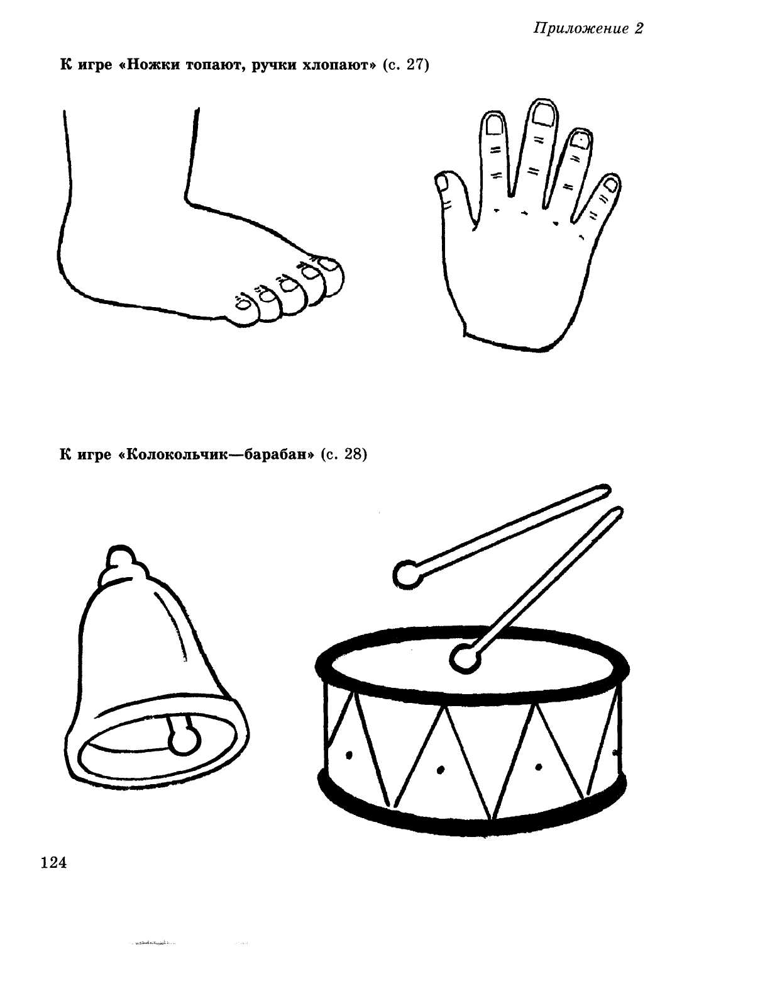 Приложение 2
К игре «Ножки топают, ручки хлопают» (с. 27)
К игре «Колокольчик—барабан» (с. 28)
124